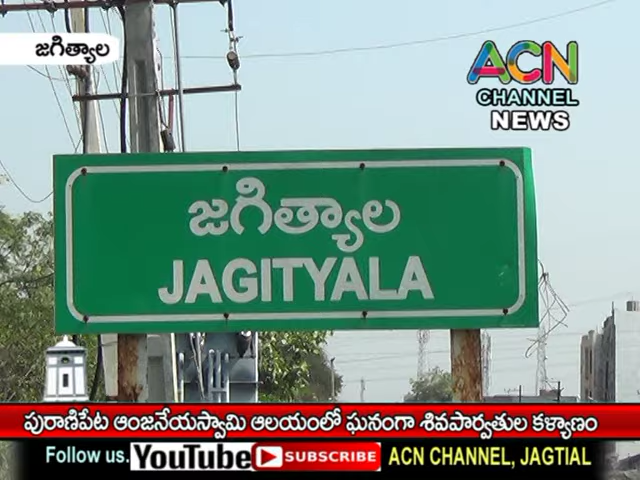 జగిత్యాల
ACN
CHANNEL
NEWS
జగిత్యాల
JAGITYALA
పురాణిపేట ఆంజనేయస్వామి ఆలయంలో ఘనంగా శివపార్వతుల కళ్యాణం
Follow us. YouTube SUBSCRIBE ACN CHANNEL, JAGTIAL